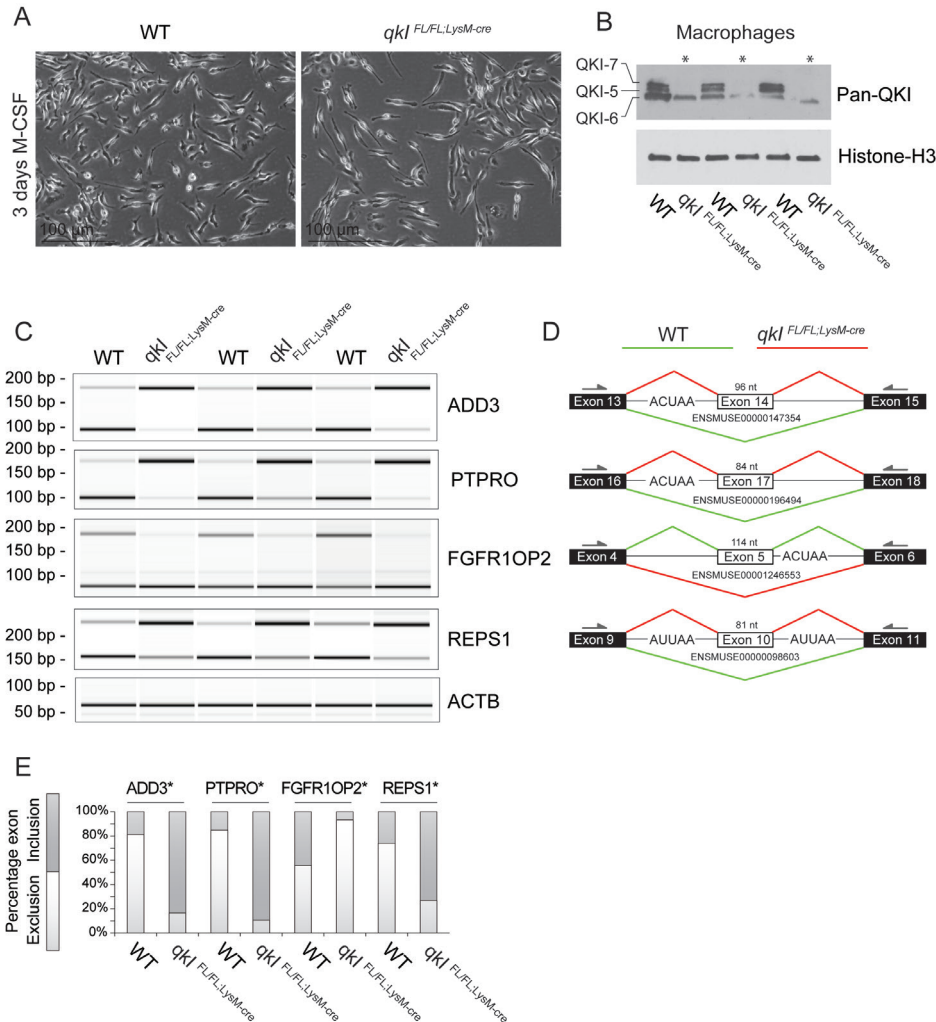 A
WT
qkI FL/FL;LysM-cre
3 days M-CSF
100 µm
100 µm
B
Macrophages
* * *
QKI-7
QKI-5
QKI-6
Pan-QKI
Histone-H3
WT
qkI FL/FL;LysM-cre
WT
qkI FL/FL;LysM-cre
WT
qkI FL/FL;LysM-cre
C
WT
qkI FL/FL;LysM-cre
WT
qkI FL/FL;LysM-cre
WT
qkI FL/FL;LysM-cre
200 bp -
150 bp -
100 bp -
ADD3
200 bp -
150 bp -
100 bp -
PTPRO
200 bp -
150 bp -
100 bp -
FGFR1OP2
200 bp -
150 bp -
REPS1
100 bp -
50 bp -
ACTB
D
WT
qkI FL/FL;LysM-cre
96 nt
Exon 13 ACUAA Exon 14 Exon 15
ENSMUSE00000147354
84 nt
Exon 16 ACUAA Exon 17 Exon 18
ENSMUSE00000196494
114 nt
Exon 4 Exon 5 ACUAA Exon 6
ENSMUSE00001246553
81 nt
Exon 9 AUUAA Exon 10 AUUAA Exon 11
ENSMUSE00000098603
E
Percentage exon
Exclusion Inclusion
ADD3* PTPRO* FGFR1OP2* REPS1*
100%
80%
60%
40%
20%
0%
WT
qkI FL/FL;LysM-cre
WT
qkI FL/FL;LysM-cre
WT
qkI FL/FL;LysM-cre
WT
qkI FL/FL;LysM-cre